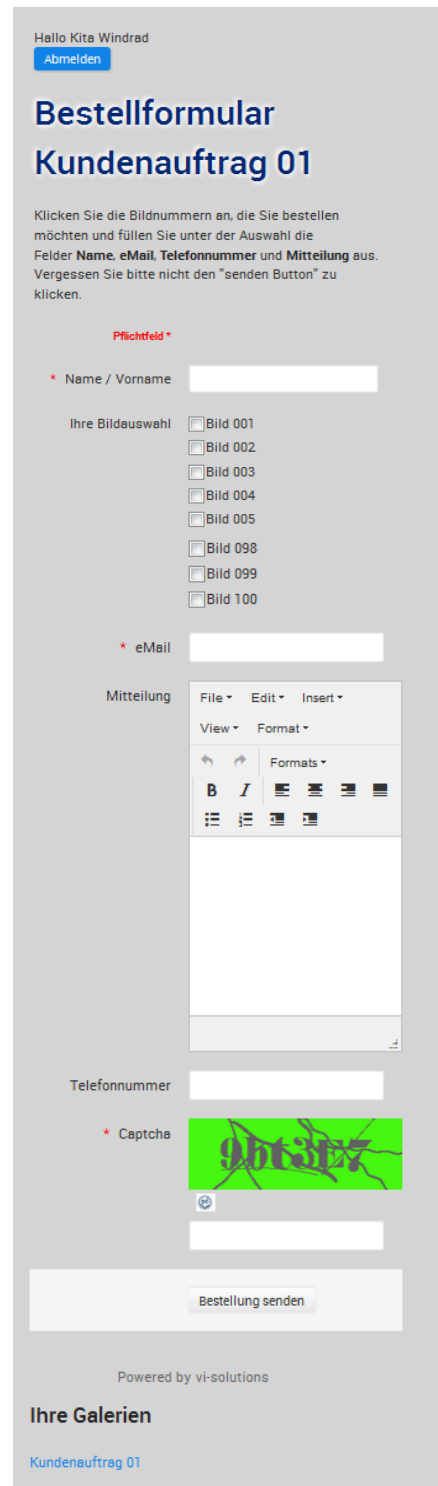 Hallo Kita Windrad
Abmelden
Bestellformular
Kundenauftrag 01
Klicken Sie die Bildnummern an, die Sie bestellen
möchten und füllen Sie unter der Auswahl die
Felder Name, eMail, Telefonnummer und Mitteilung aus.
Vergessen Sie bitte nicht den "senden Button" zu
klicken.
Pflichtfeld *
* Name / Vorname
Ihre Bildauswahl
Bild 001
Bild 002
Bild 003
Bild 004
Bild 005
Bild 098
Bild 099
Bild 100
* eMail
Mitteilung
File Edit Insert
View Format
Formats
B I
Telefonnummer
* Captcha
9bt3E7
Bestellung senden
Powered by vi-solutions
Ihre Galerien
Kundenauftrag 01